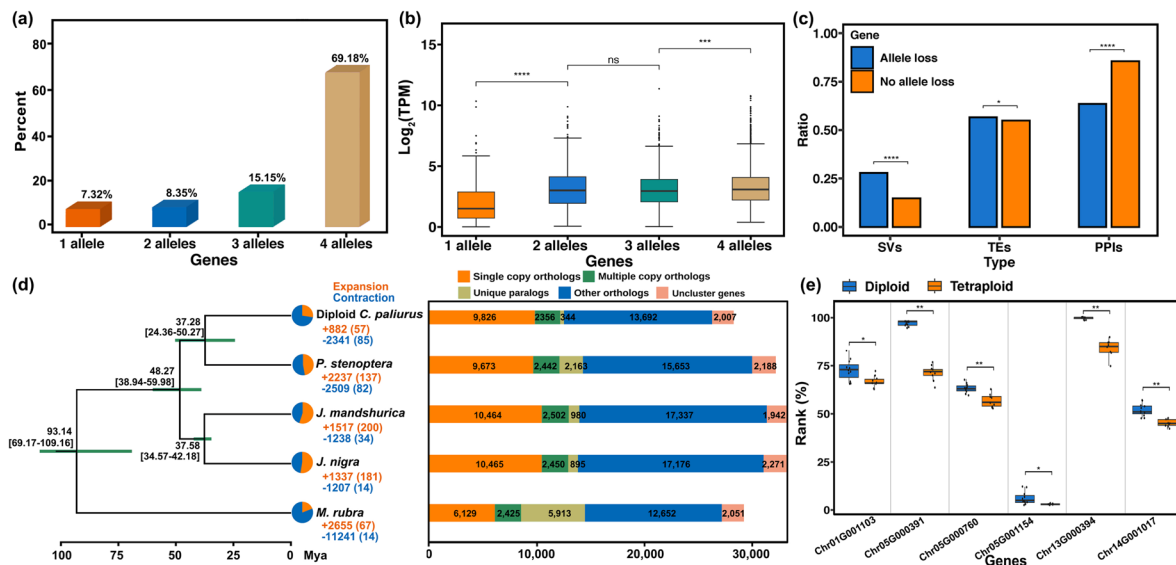 (a)
80
60
40
20
0
Percent
7.32%
8.35%
15.15%
69.18%
1 allele
2 alleles
3 alleles
4 alleles
Genes
(b)
15
10
5
0
Log2(TPM)
****
ns
***
1 allele
2 alleles
3 alleles
4 alleles
Genes
(c)
1.00
0.75
0.50
0.25
0.00
Ratio
Gene
Allele loss
No allele loss
****
*
****
SVs
TEs
PPIs
Type
(d)
Expansion
Contraction
Diploid C. paliurus
+882 (57)
-2341 (85)
P. stenoptera
+2237 (137)
-2509 (82)
J. mandshurica
+1517 (200)
-1238 (34)
J. nigra
+1337 (181)
-1207 (14)
M. rubra
+2655 (67)
-11241 (14)
37.28
[24.36-50.27]
48.27
[38.94-59.98]
93.14
[69.17-109.16]
37.58
[34.57-42.18]
100
75
50
25
0
Mya
Single copy orthologs
Multiple copy orthologs
Unique paralogs
Other orthologs
Uncluster genes
9,826 2356 344 13,692 2,007
9,673 2,442 2,163 15,653 2,188
10,464 2,502 980 17,337 1,942
10,465 2,450 895 17,176 2,271
6,129 2,425 5,913 12,652 2,051
0
10,000
20,000
30,000
(e)
Diploid
Tetraploid
100
75
50
25
0
Rank (%)
*
**
**
*
**
**
Chr01G001103
Chr05G000391
Chr05G000760
Chr05G001154
Chr13G000394
Chr14G001017
Genes